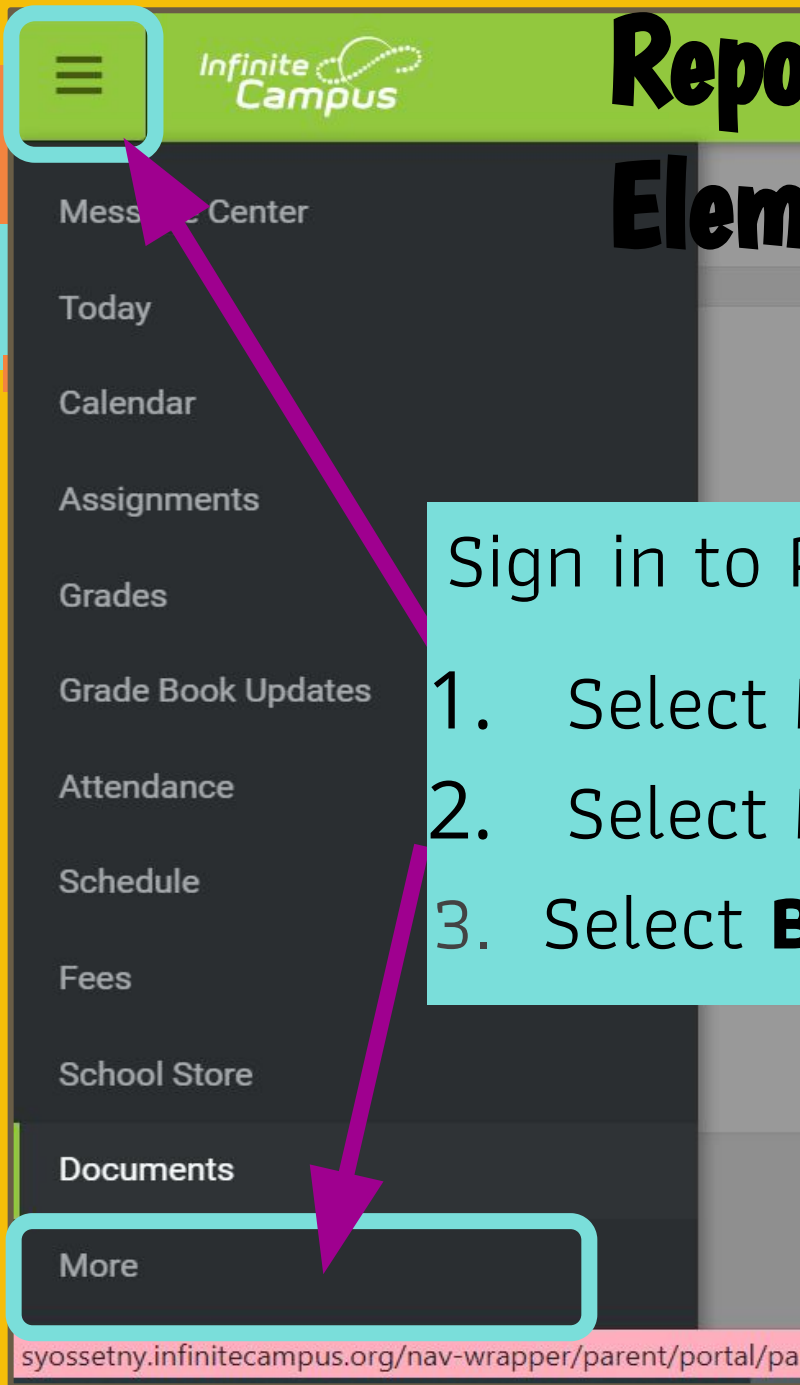 Infinite
Campus
Repo
Elem
Mess e Center
Today
Calendar
Assignments
Grades
Grade Book Updates
Attendance
Schedule
Fees
School Store
Documents
More
Sign in to
1. Select
2. Select
3. Select B
syossetny.infinitecampus.org/nav-wrapper/parent/portal/pa